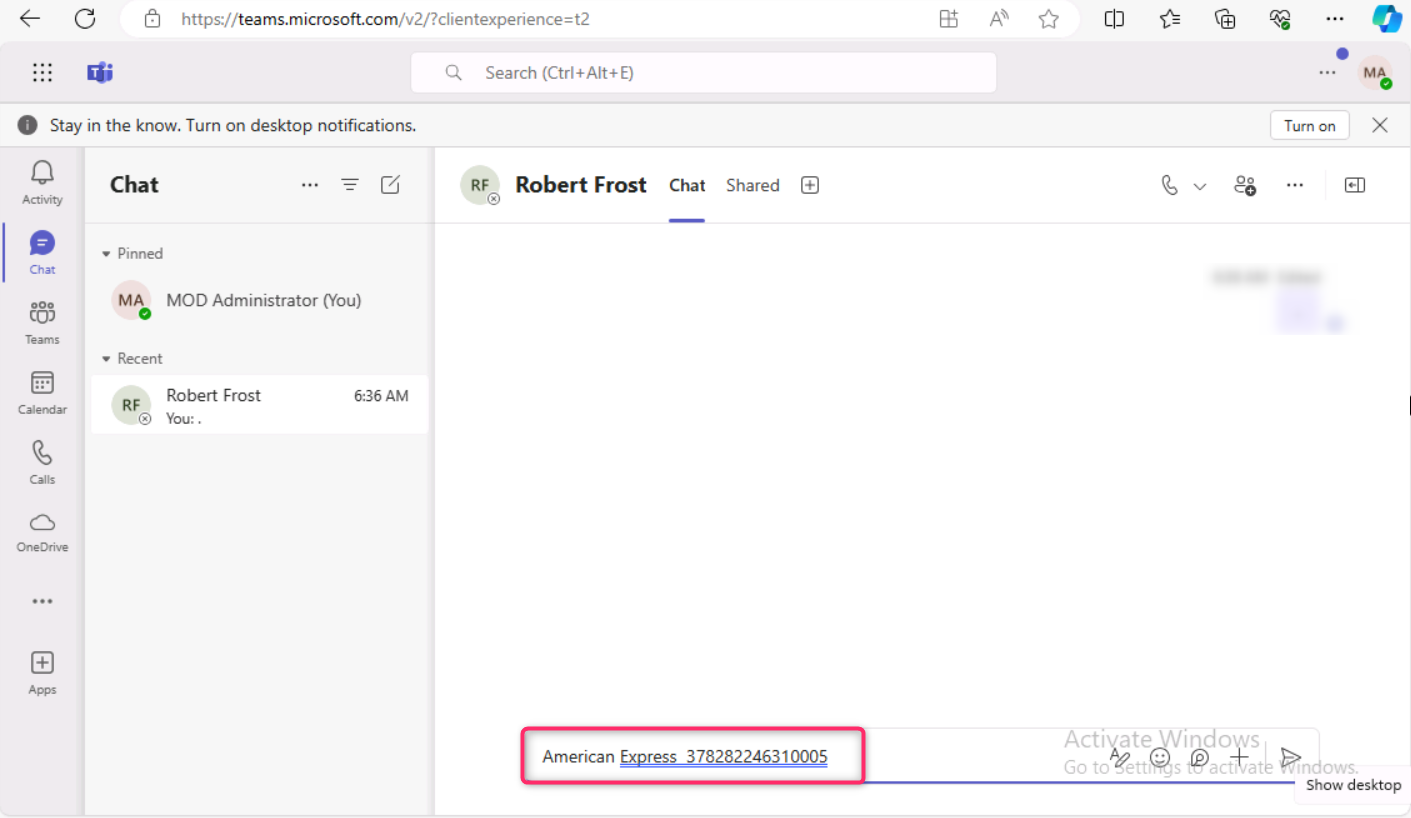 https://teams.microsoft.com/v2/?clientexperience=t2
Search (Ctrl+Alt+E)
MA
Stay in the know. Turn on desktop notifications.
Turn on
Activity
Chat
Teams
Calendar
Calls
OneDrive
Apps
Chat
Pinned
MA
MOD Administrator (You)
Recent
RF
Robert Frost
6:36 AM
You: .
RF
Robert Frost
Chat
Shared
American Express 378282246310005
Activate Windows
Go to Settings to activate Windows.
Show desktop